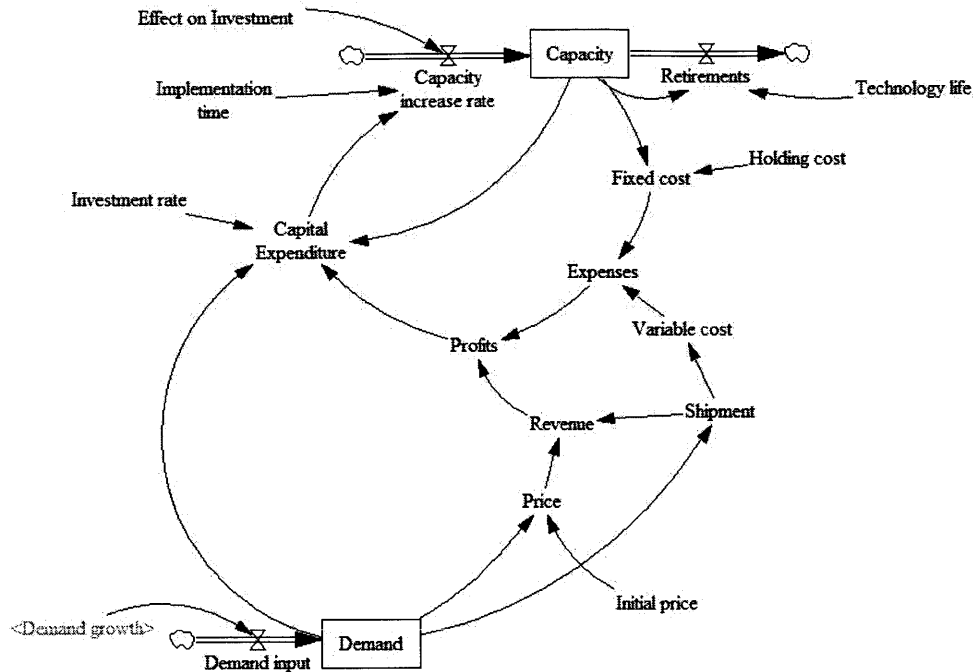 Effect on Investment
Capacity
Capacity
increase rate
Retirements
Implementation
time
Technology life
Holding cost
Fixed cost
Investment rate
Capital
Expenditure
Expenses
Variable cost
Profits
Shipment
Revenue
Price
Initial price
<Demand growth>
Demand
Demand input